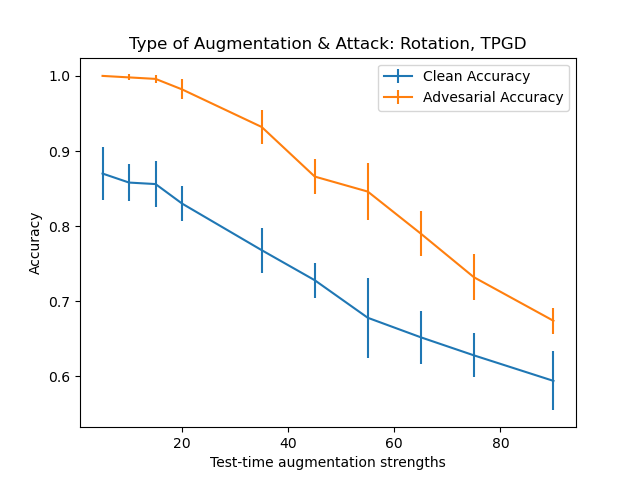 Type of Augmentation & Attack: Rotation, TPGD
Clean Accuracy
Advesarial Accuracy
Accuracy
1.0
0.9
0.8
0.7
0.6
20 40 60 80
Test-time augmentation strengths